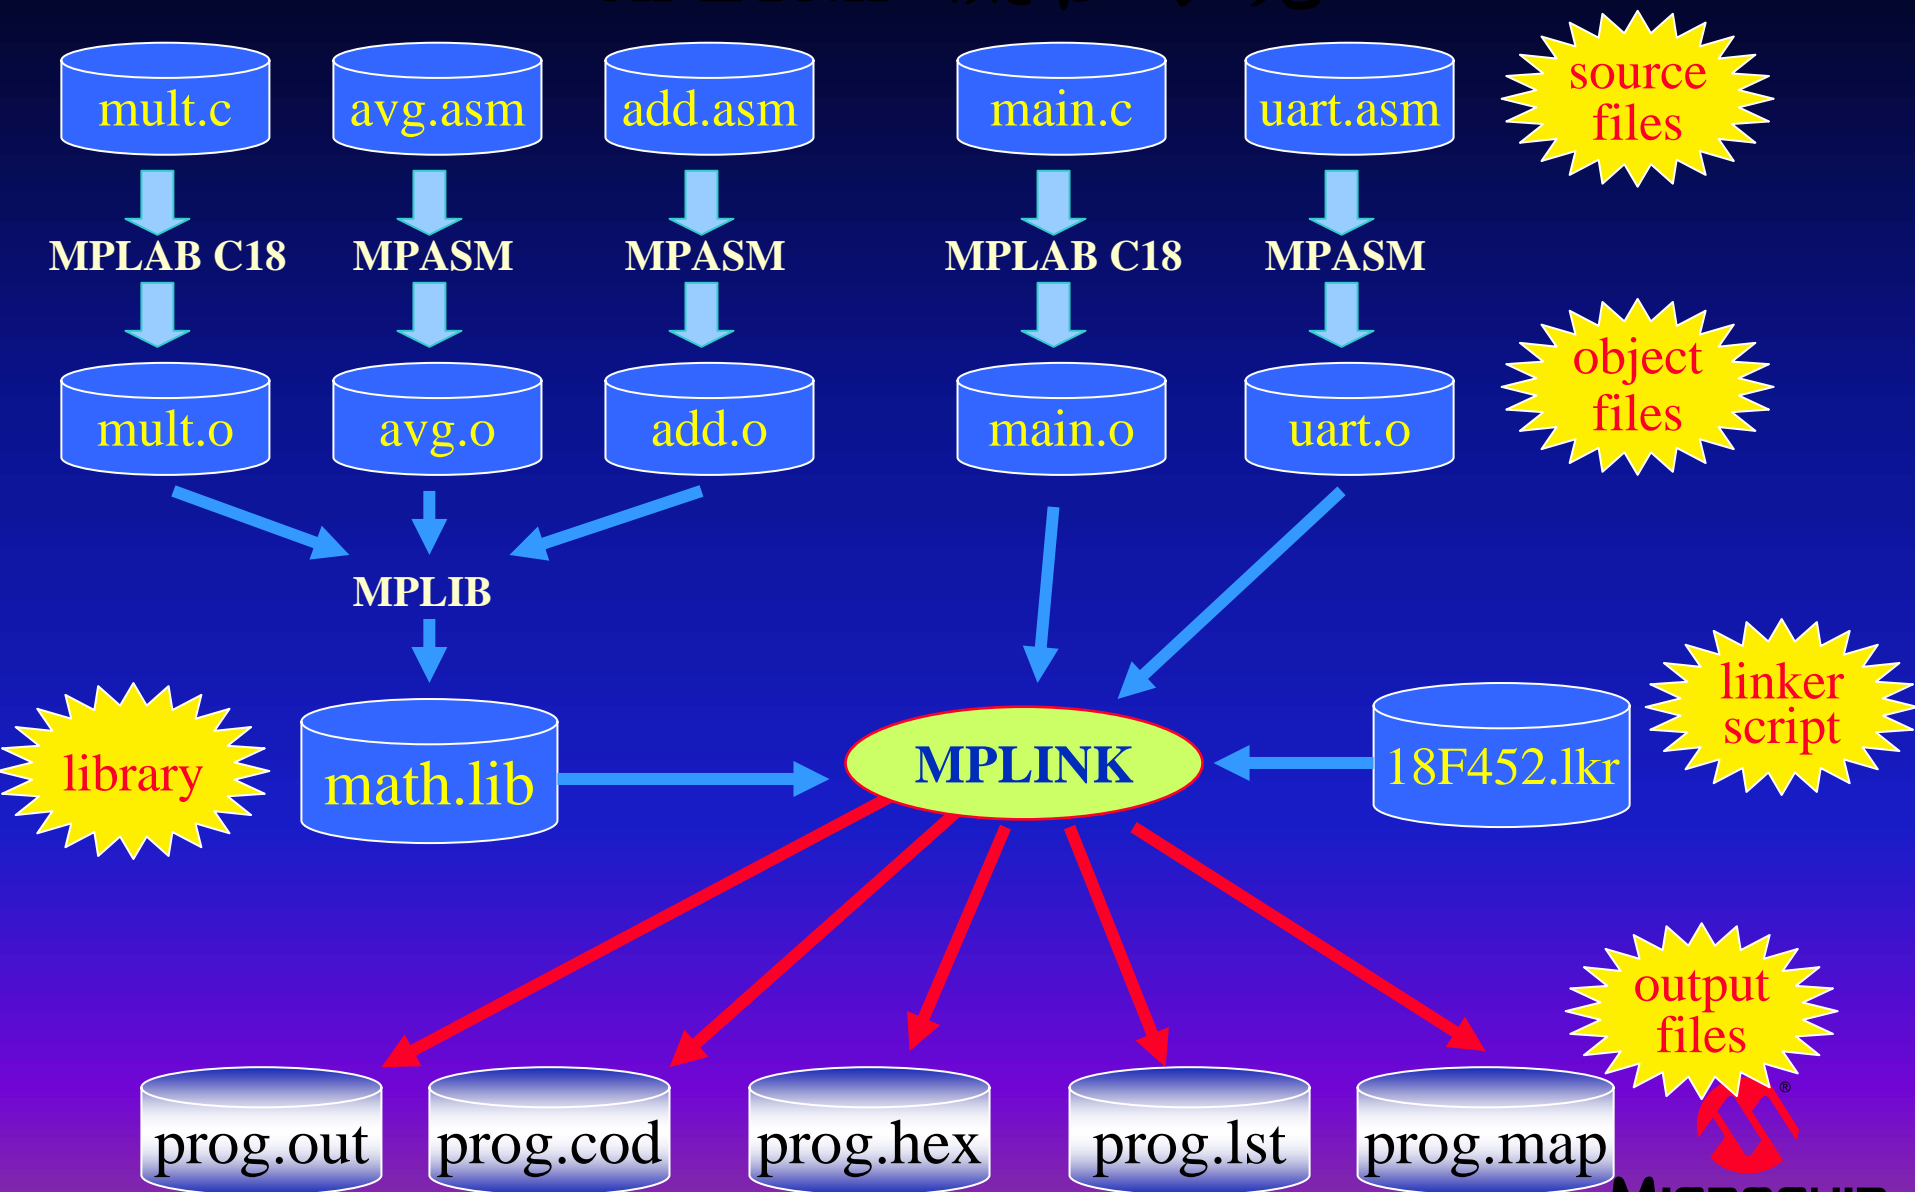 mult.c avg.asm add.asm main.c uart.asm
source
files
MPLAB C18 MPASM MPASM MPLAB C18 MPASM
mult.o avg.o add.o main.o uart.o
object
files
MPLIB
library
math.lib
MPLINK
18F452.lkr
linker
script
output
files
®
prog.out prog.cod prog.hex prog.lst prog.map